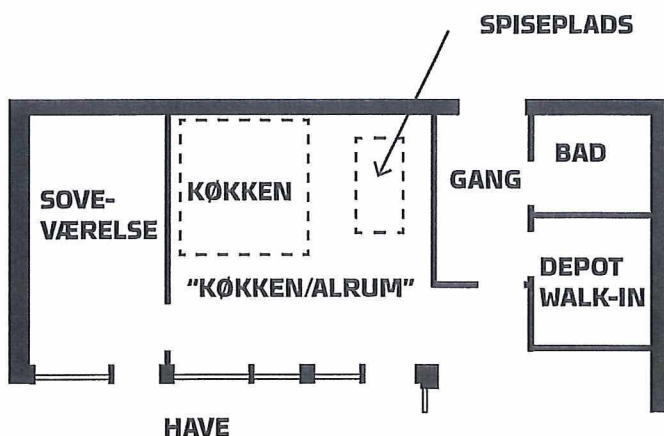 SPISEPLADS
BAD
GANG
KØKKEN
SOVE-
VÆRELSE
DEPOT
WALK-IN
"KØKKEN/ALRUM"
HAVE